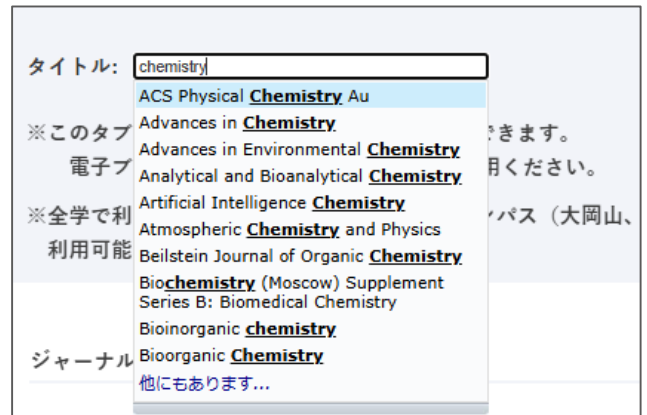 タイトル: chemistry
ACS Physical Chemistry Au
Advances in Chemistry
Advances in Environmental Chemistry
Analytical and Bioanalytical Chemistry
Artificial Intelligence Chemistry
Atmospheric Chemistry and Physics
Beilstein Journal of Organic Chemistry
Biochemistry (Moscow) Supplement
Series B: Biomedical Chemistry
Bioinorganic chemistry
Bioorganic Chemistry
他にもあります...
※このタブ
できます。
電子ブ
用ください。
※全学で利
ンパス（大岡山、
利用可能
ジャーナル